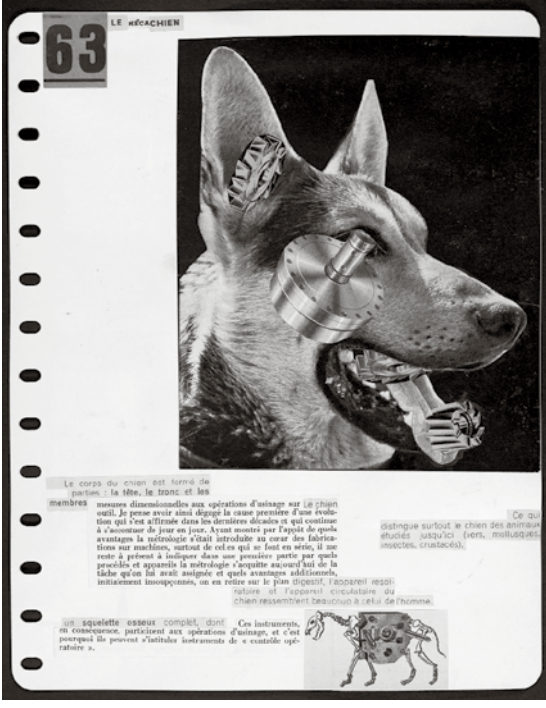 63
LE MÉCACHIEN
Le corps du chien est formé de
parties : la tête, le tronc et les
membres
mesures dimensionnelles aux opérations d'usinage sur Le chien
outil. Je pense avoir ainsi dégagé la cause première d'une évolu-
tion qui s'est affirmée dans les dernières décades et qui continue
à s'accentuer de jour en jour. Ayant montré par l'appât de quels
avantages la métrologie s'était introduite au cœur des fabrica-
tions sur machines, surtout de celles qui se font en série, il me
reste à présent à indiquer dans une première partie par quels
procédés et appareils la métrologie s'acquitte aujourd'hui de la
tâche qu'on lui avait assignée et quels avantages additionnels,
initialement insoupçonnés, on en retire sur le plan digestif, l'appareil respi-
ratoire et l'appareil circulatoire du
chien ressemblent beaucoup à celui de l'homme.
Ce qui
distingue surtout le chien des animaux
étudiés jusqu'ici (vers, mollusques,
insectes, crustacés),
un squelette osseux complet, dont Ces instruments,
en conséquence, participent aux opérations d'usinage, et c'est
pourquoi ils peuvent s'intituler instruments de « contrôle opé-
ratoire ».